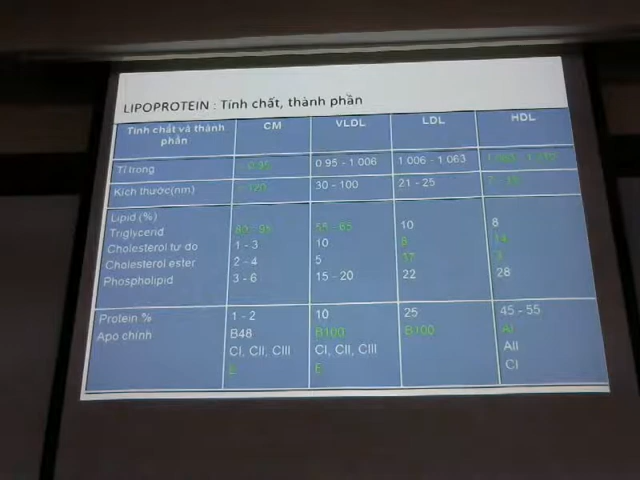 LIPOPROTEIN : Tính chất, thành phần
Tính chất và thành phần CM VLDL LDL HDL
Tỉ trọng 0.95 - 1.006 1.006 - 1.063
Kích thước(nm) 30 - 100 21 - 25
Lipid (%)
Triglycerid 80 - 95 55 - 65 10 8
Cholesterol tự do 1 - 3 10 8
Cholesterol ester 2 - 4 5 37
Phospholipid 3 - 6 15 - 20 22 28
Protein % 1 - 2 10 25 45 - 55
Apo chính B48 B100 B100 AI
CI, CII, CIII CI, CII, CIII AII
E E CI